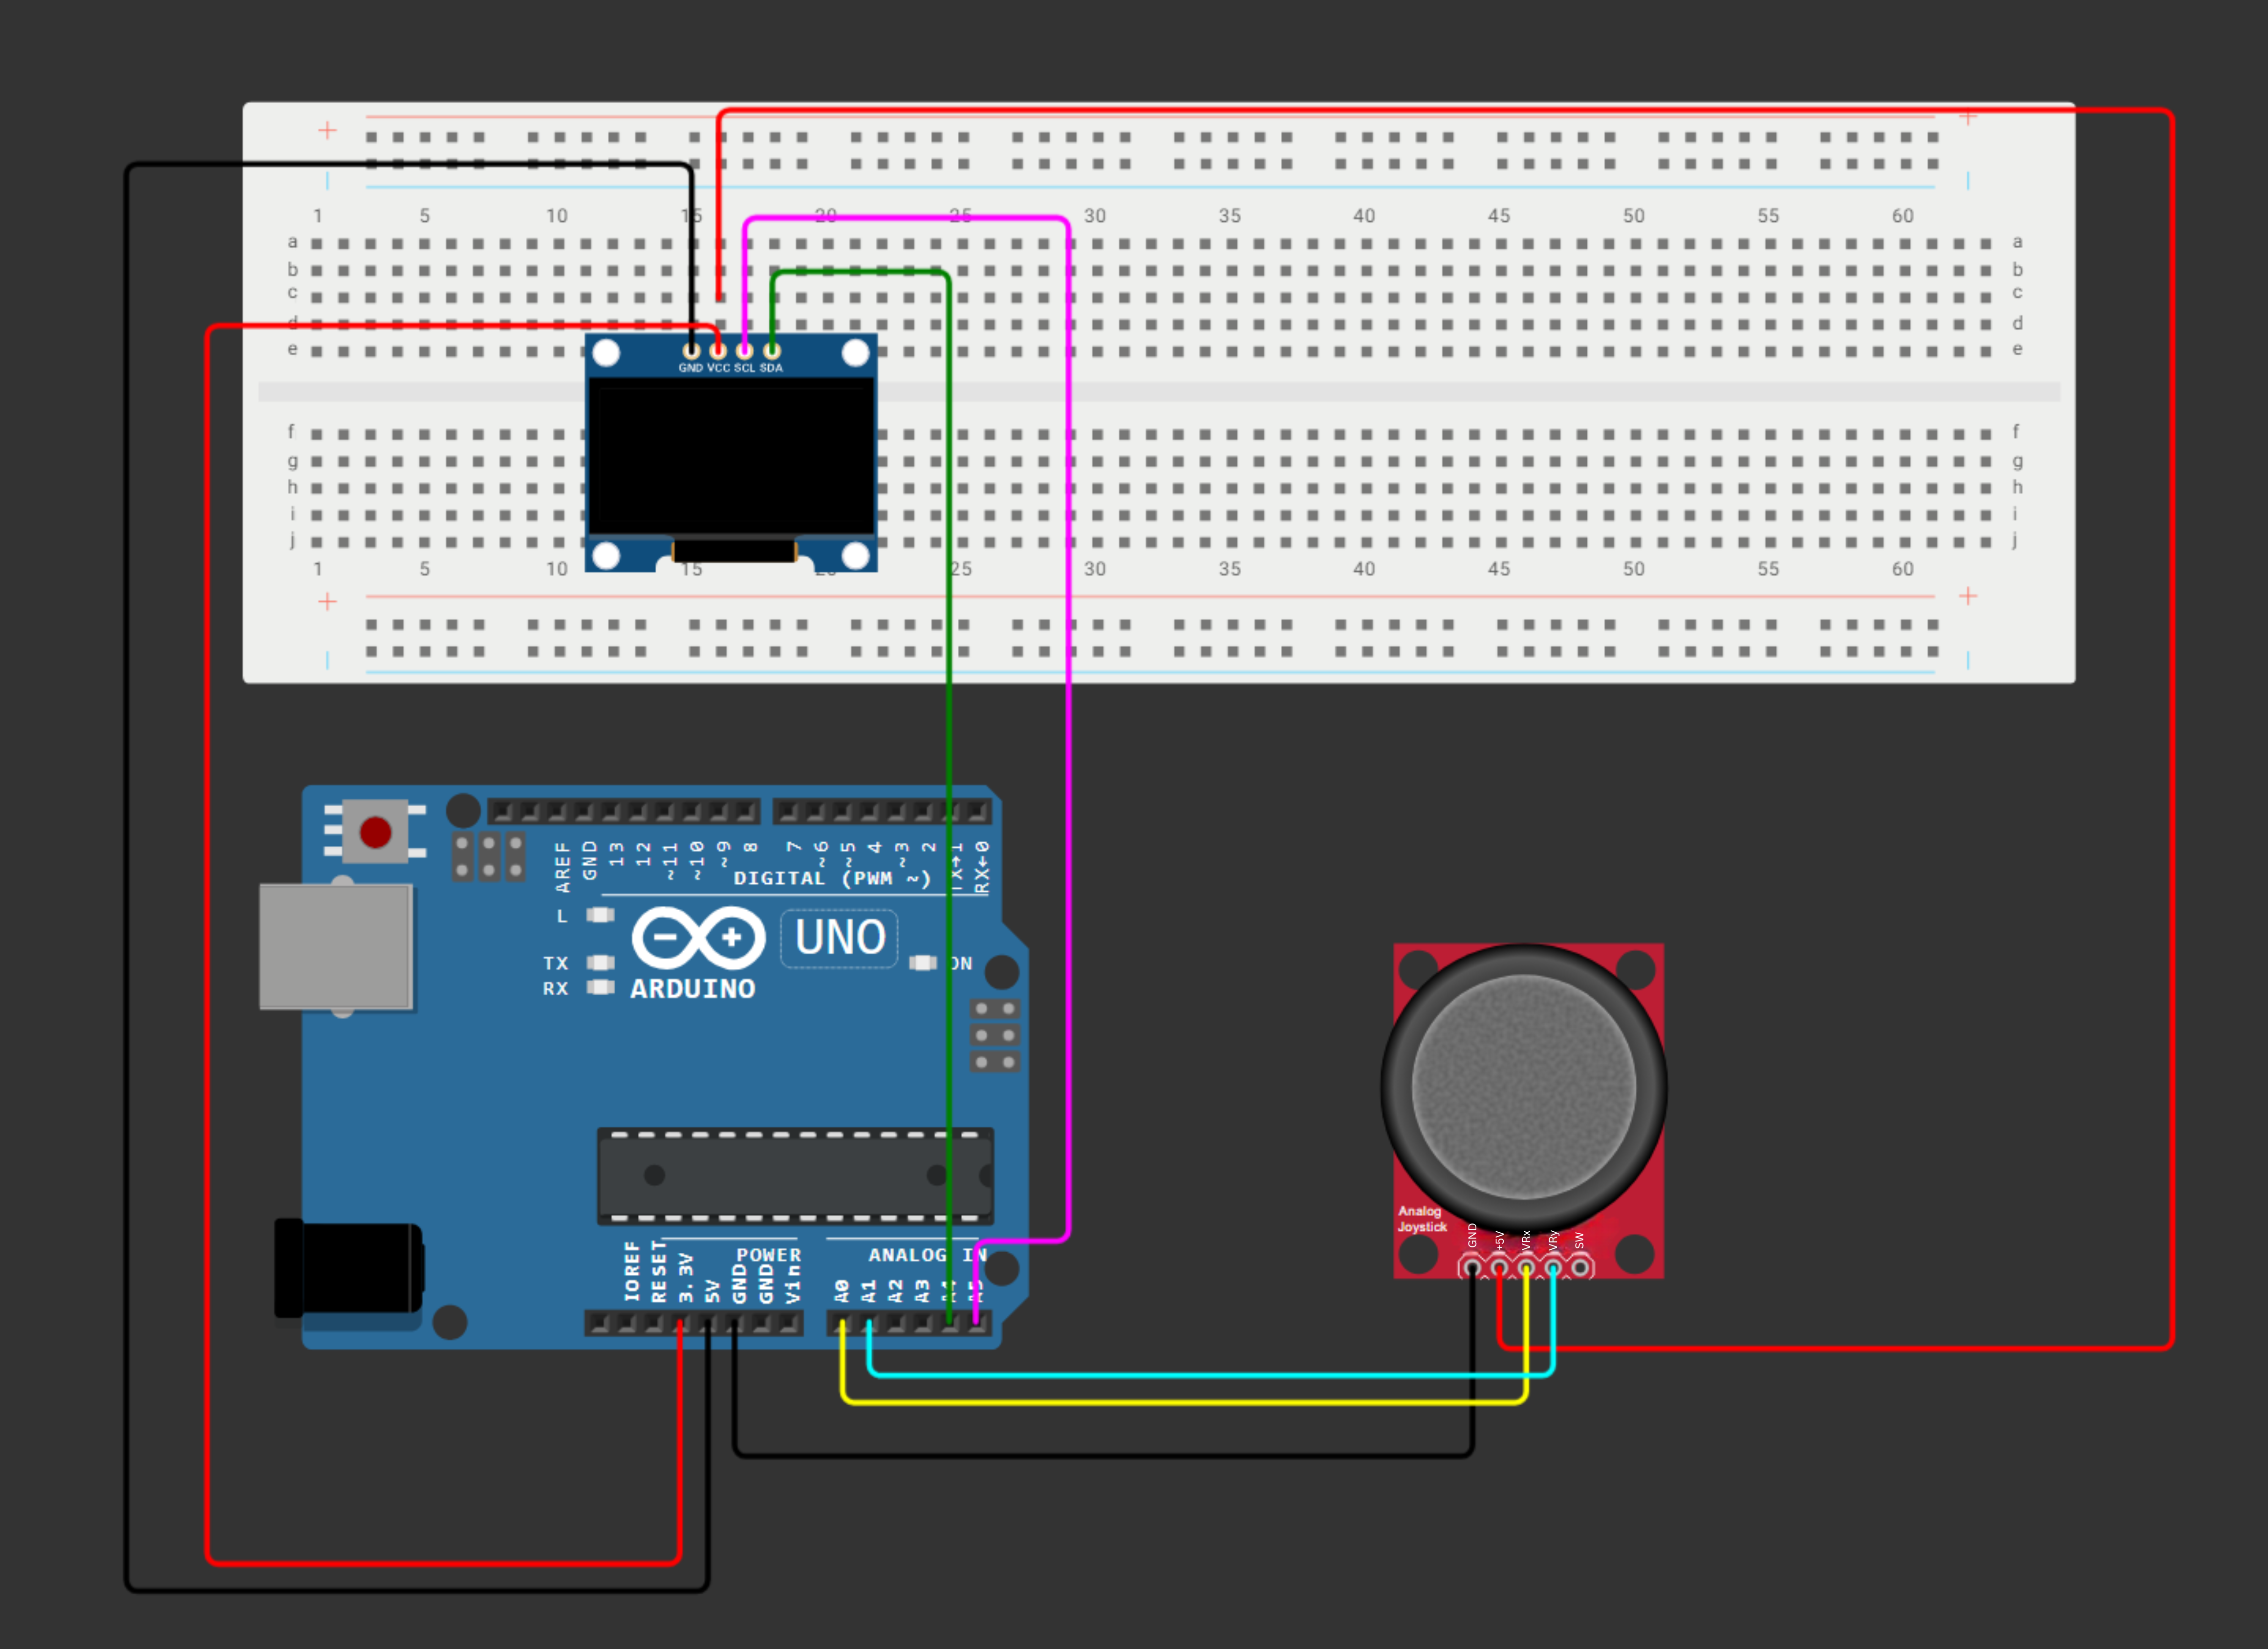 1 5 10 15 20 25 30 35 40 45 50 55 60
a a
b b
c c
d d
e e
GND VCC SCL SDA
f f
g g
h h
i i
j j
1 5 10 15 25 30 35 40 45 50 55 60
AREF GND 13 12 ~11 ~10 ~9 8 7 ~6 ~5 4 ~3 2 TX→1 RX←0
DIGITAL (PWM ~)
L
UNO
TX
ON
RX
ARDUINO
Analog
Joystick
GND +5V VRx VRy SW
POWER
ANALOG IN
IOREF RESET 3.3V 5V GND GND Vin A0 A1 A2 A3 A4 A5